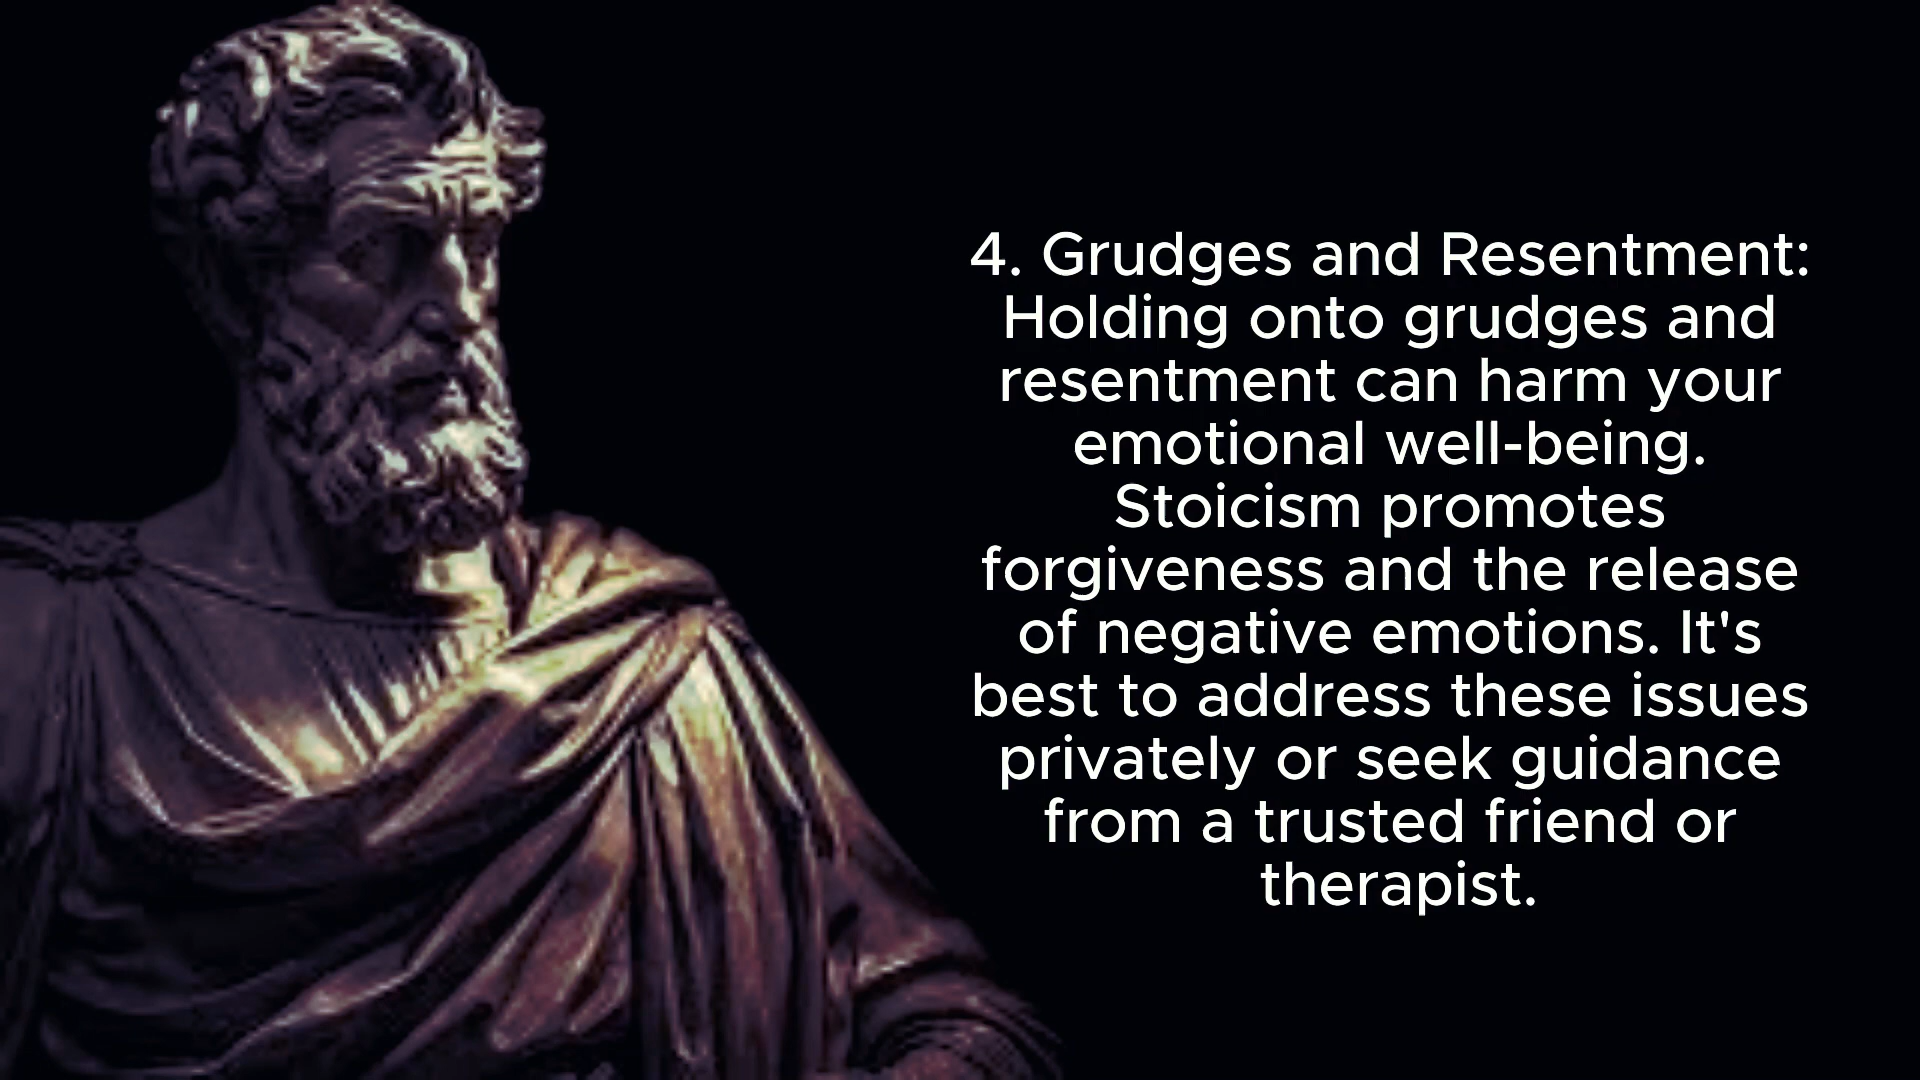 4. Grudges and Resentment:
Holding onto grudges and
resentment can harm your
emotional well-being.
Stoicism promotes
forgiveness and the release
of negative emotions. It's
best to address these issues
privately or seek guidance
from a trusted friend or
therapist.